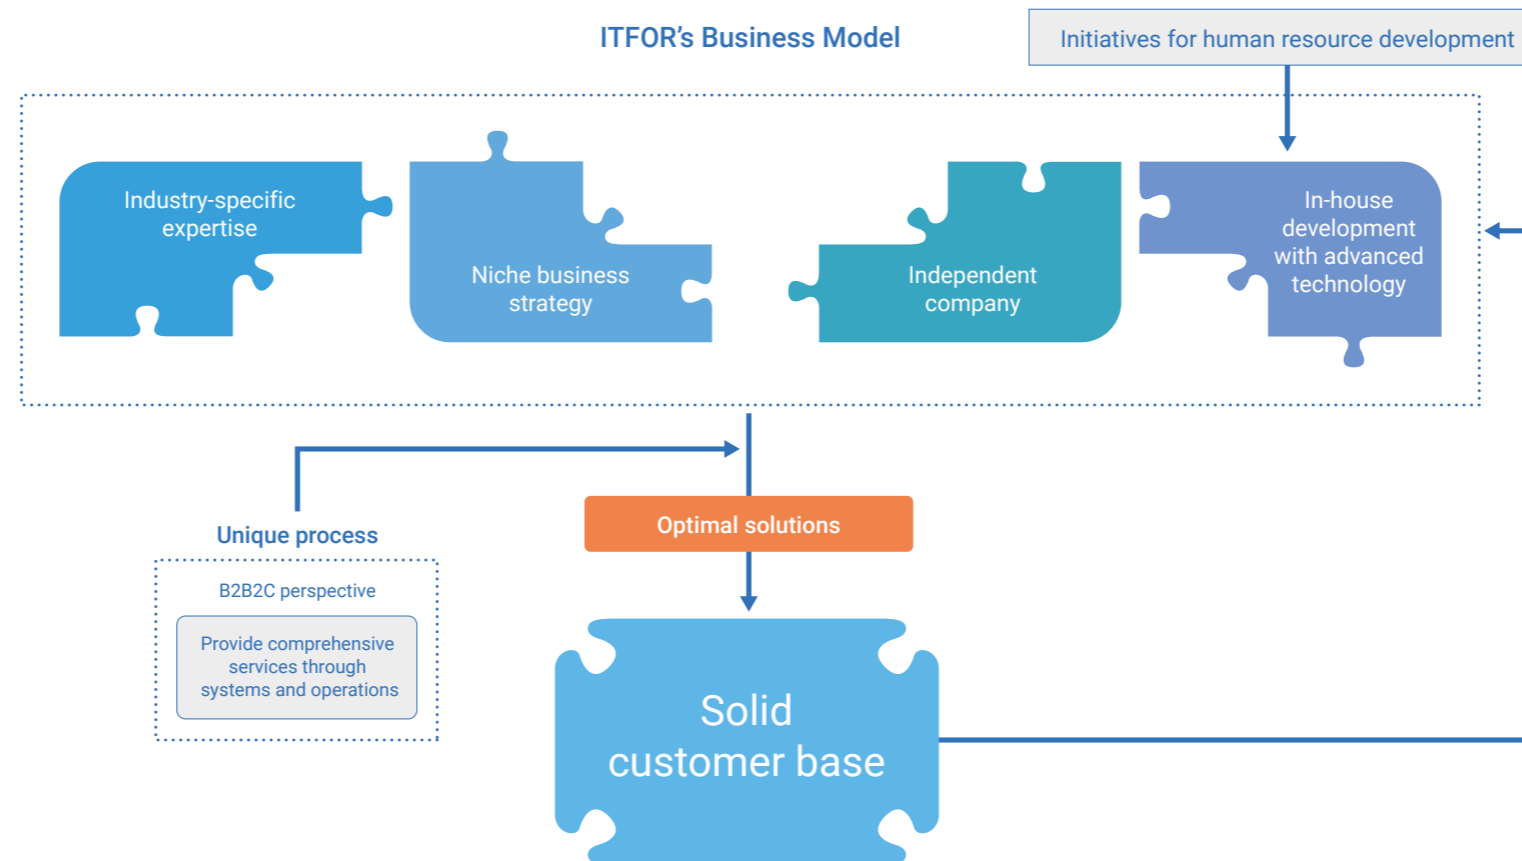 ITFOR's Business Model
Initiatives for human resource development
Industry-specific
expertise
Niche business
strategy
Independent
company
In-house
development
with advanced
technology
Unique process
B2B2C perspective
Provide comprehensive
services through
systems and operations
Optimal solutions
Solid
customer base